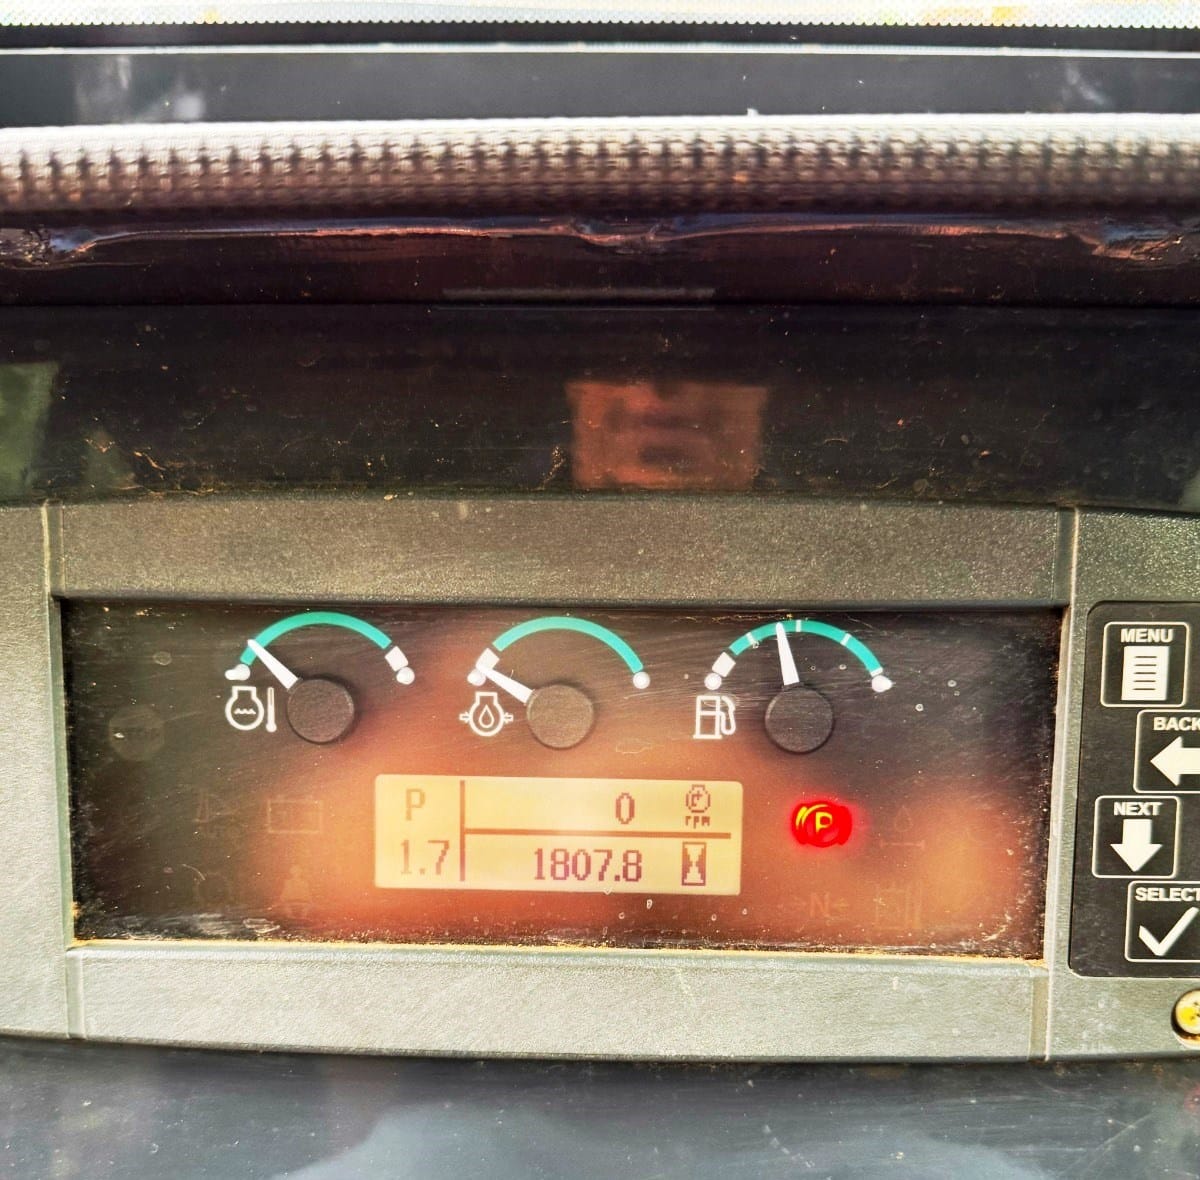 P 0 rpm
1.7 1807.8
P
N
MENU
BACK
NEXT
SELECT